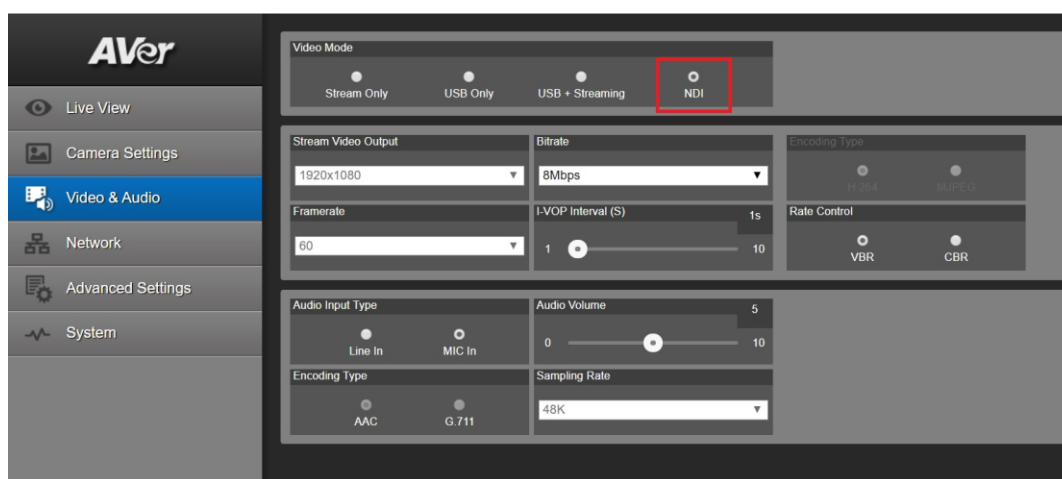 AVer
Live View
Camera Settings
Video & Audio
Network
Advanced Settings
System
Video Mode
Stream Only USB Only USB + Streaming NDI
Stream Video Output Bitrate Encoding Type
1920x1080 8Mbps H.264 MJPEG
Framerate I-VOP Interval (S) 1s Rate Control
60 1 10 VBR CBR
Audio Input Type Audio Volume 5
Line In MIC In 0 10
Encoding Type Sampling Rate
AAC G.711 48K